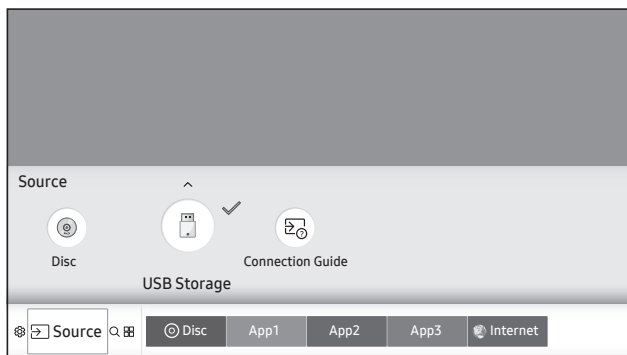 Source
Disc
USB Storage
Connection Guide
Source
Disc
App1
App2
App3
Internet